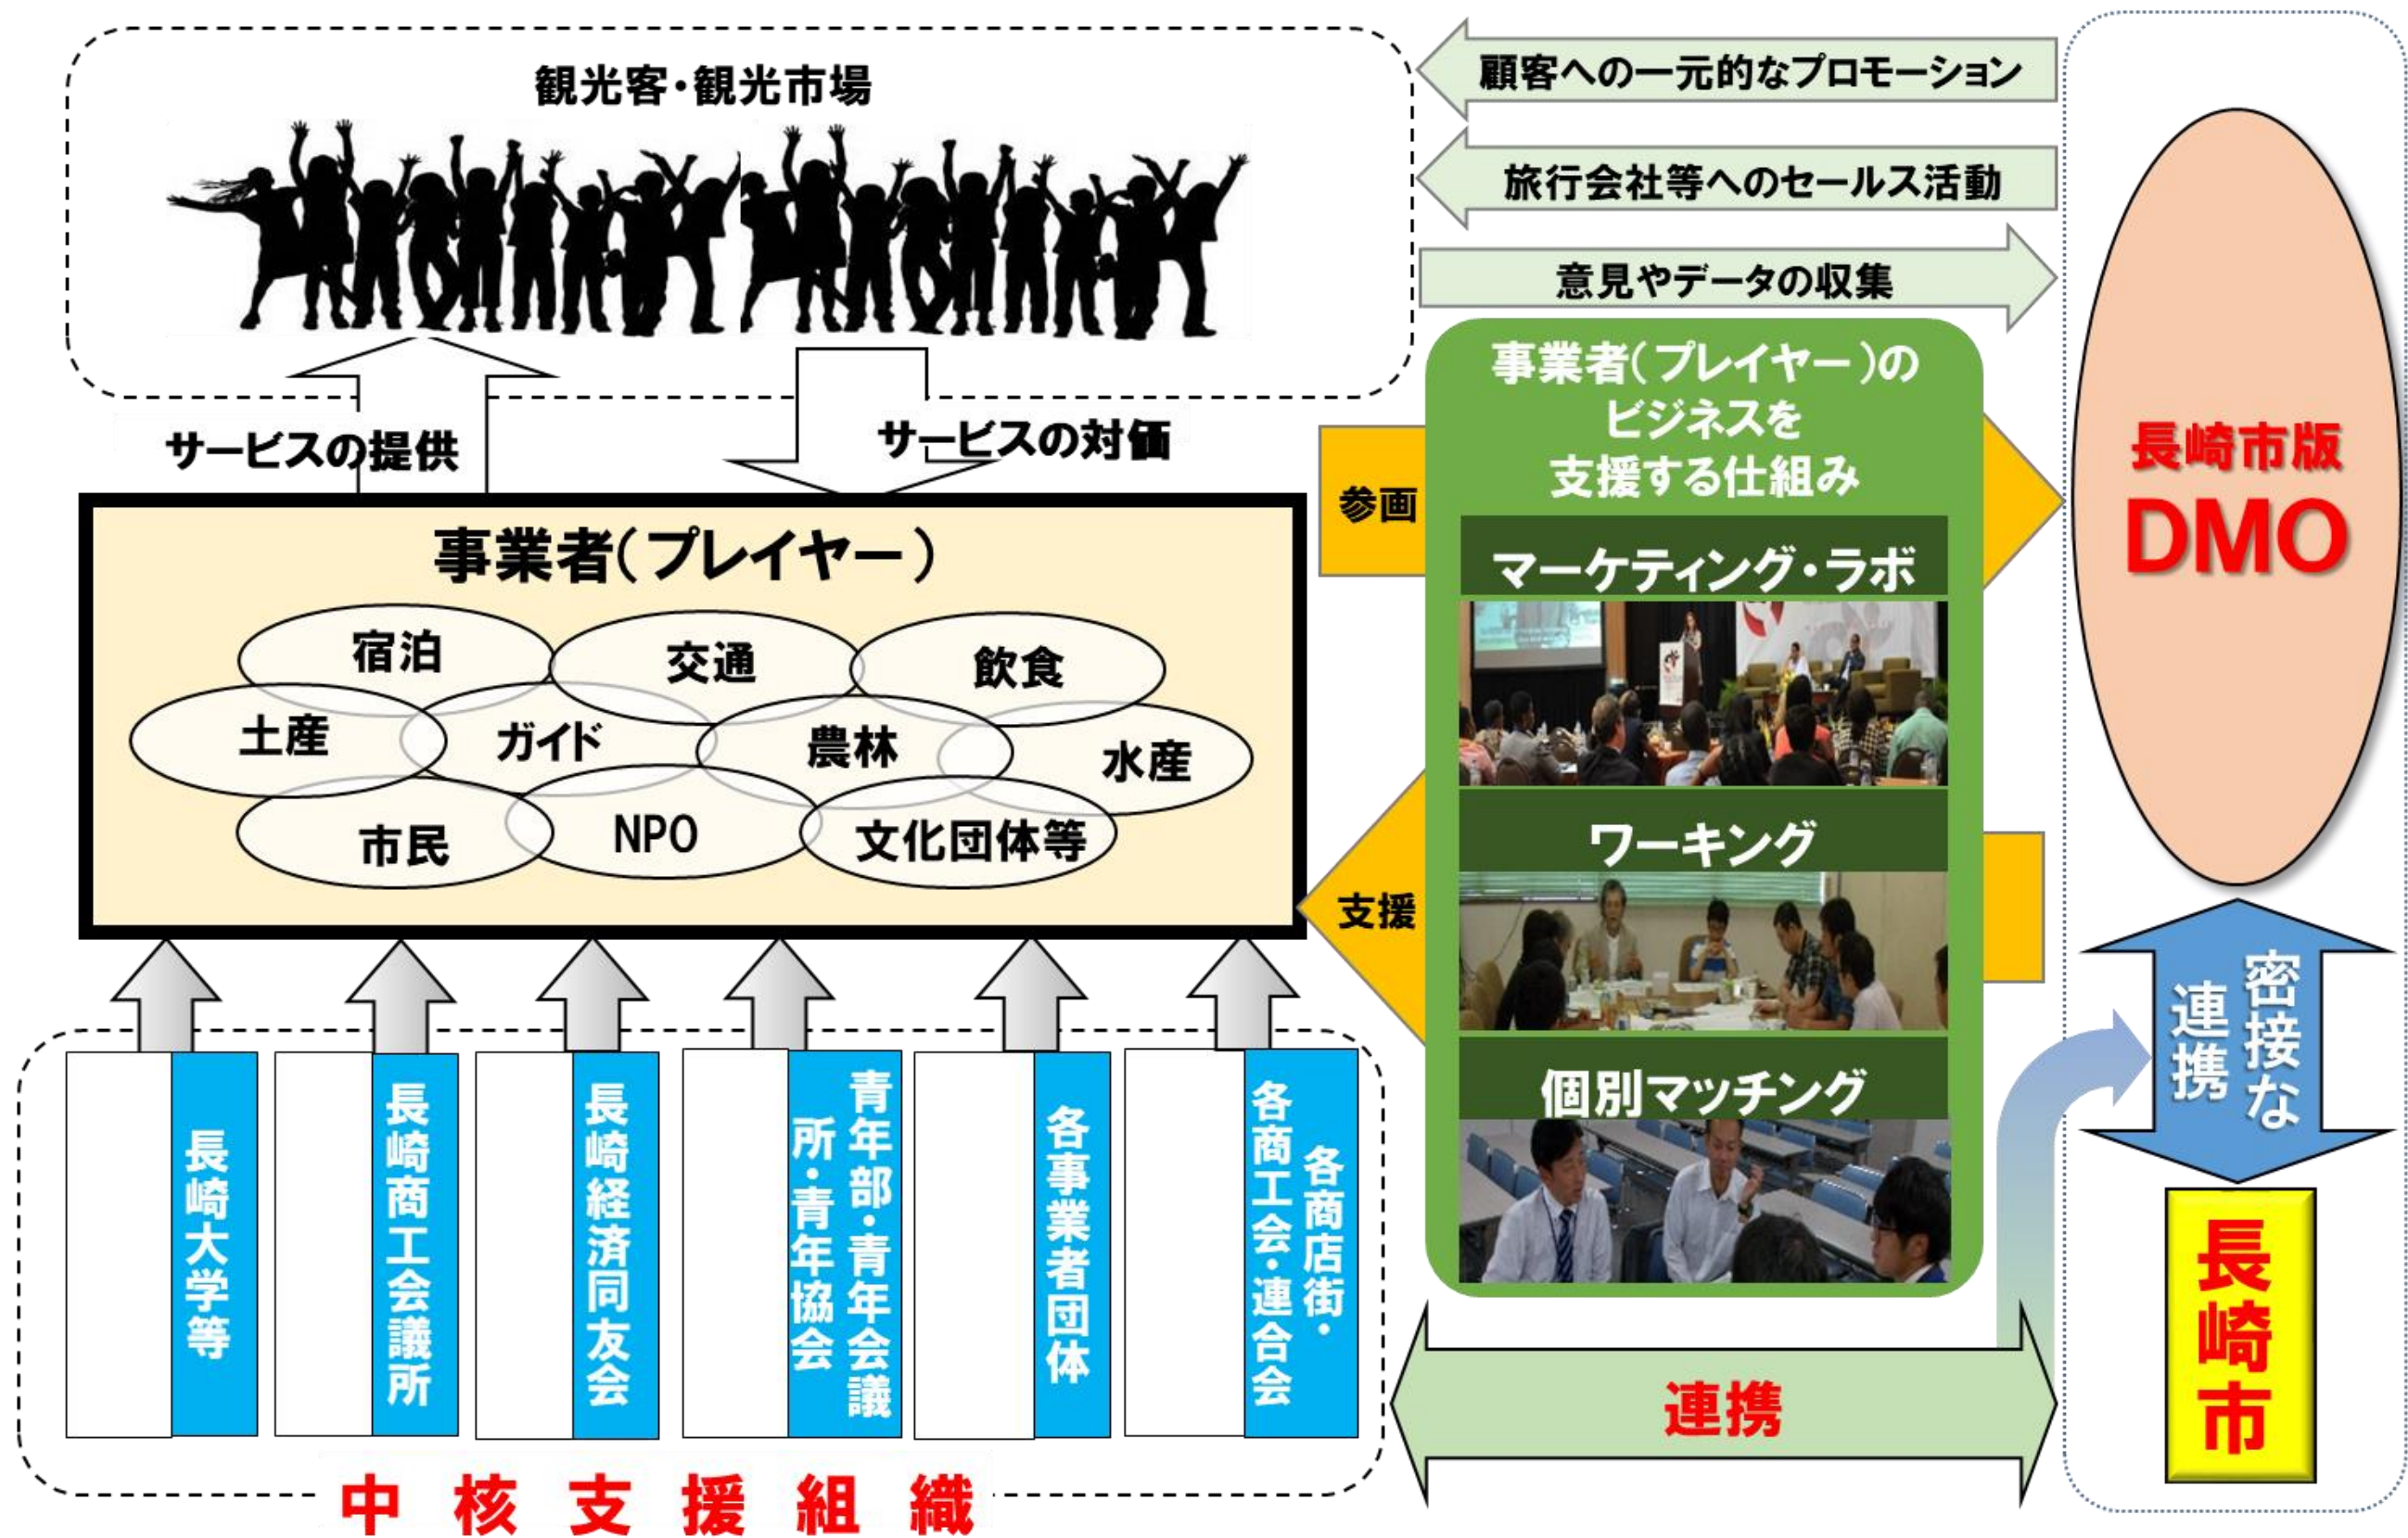 観光客・観光市場
顧客への一元的なプロモーション
旅行会社等へのセールス活動
意見やデータの収集
サービスの提供
サービスの対価
事業者(プレイヤー)
宿泊
交通
飲食
土産
ガイド
農林
水産
市民
NPO
文化団体等
参画
支援
事業者(プレイヤー)の
ビジネスを
支援する仕組み
マーケティング・ラボ
ワーキング
個別マッチング
長崎市版
DMO
密接な
連携
長崎市
長崎大学等
長崎商工会議所
長崎経済同友会
青年部・青年会議
所・青年協会
各事業者団体
各商店街・
各商工会・連合会
連携
中核支援組織